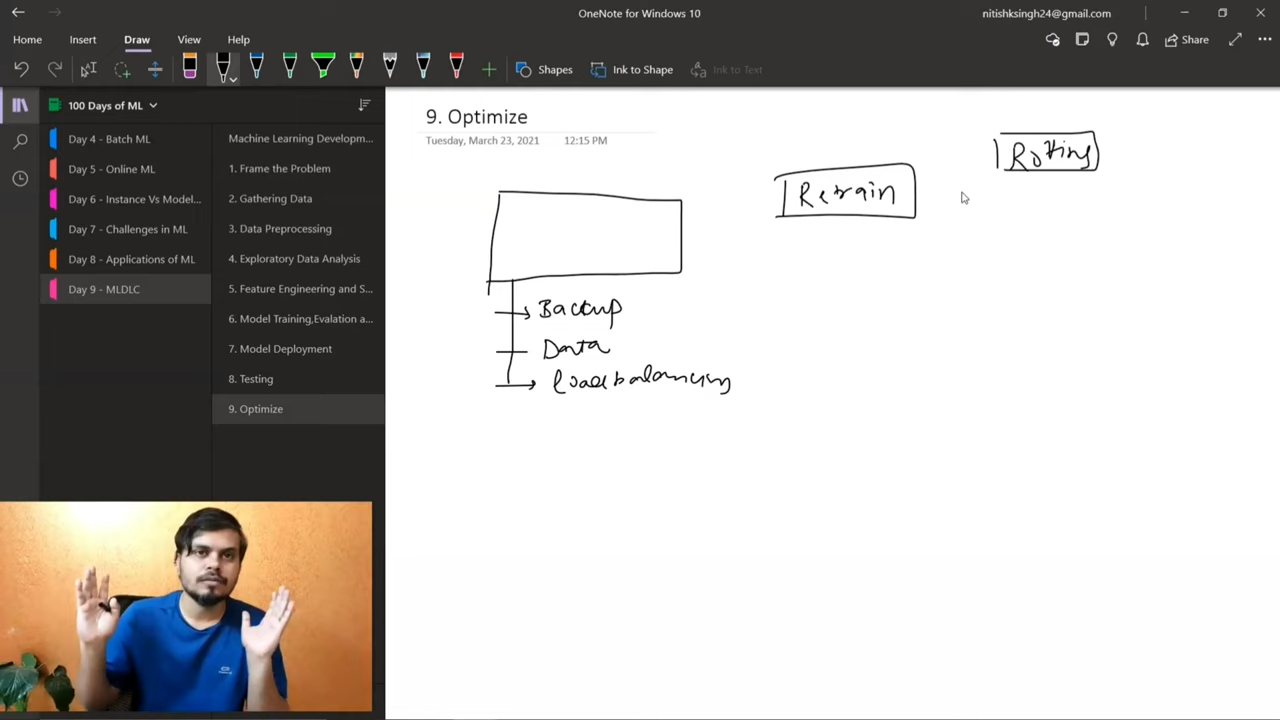 OneNote for Windows 10
nitishksingh24@gmail.com
Home
Insert
Draw
View
Help
Share
Shapes
Ink to Shape
Ink to Text
100 Days of ML
Day 4 - Batch ML
Day 5 - Online ML
Day 6 - Instance Vs Model...
Day 7 - Challenges in ML
Day 8 - Applications of ML
Day 9 - MLDLC
Machine Learning Developm...
1. Frame the Problem
2. Gathering Data
3. Data Preprocessing
4. Exploratory Data Analysis
5. Feature Engineering and S...
6. Model Training,Evalation a...
7. Model Deployment
8. Testing
9. Optimize
9. Optimize
Tuesday, March 23, 2021 12:15 PM
Rotting
Retrain
Backup
Data
loadbalancing